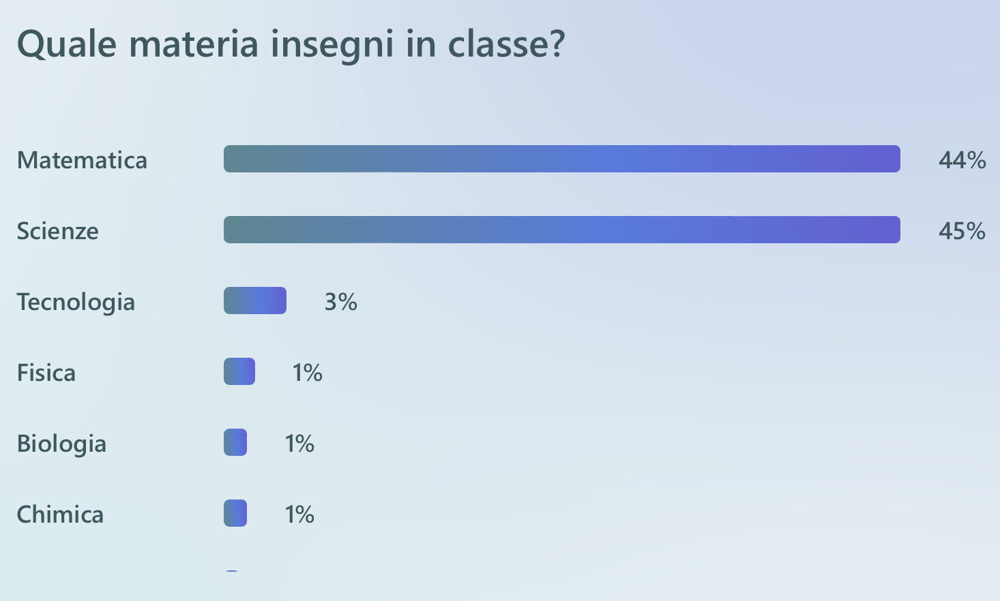 Quale materia insegni in classe?
Matematica 44%
Scienze 45%
Tecnologia 3%
Fisica 1%
Biologia 1%
Chimica 1%